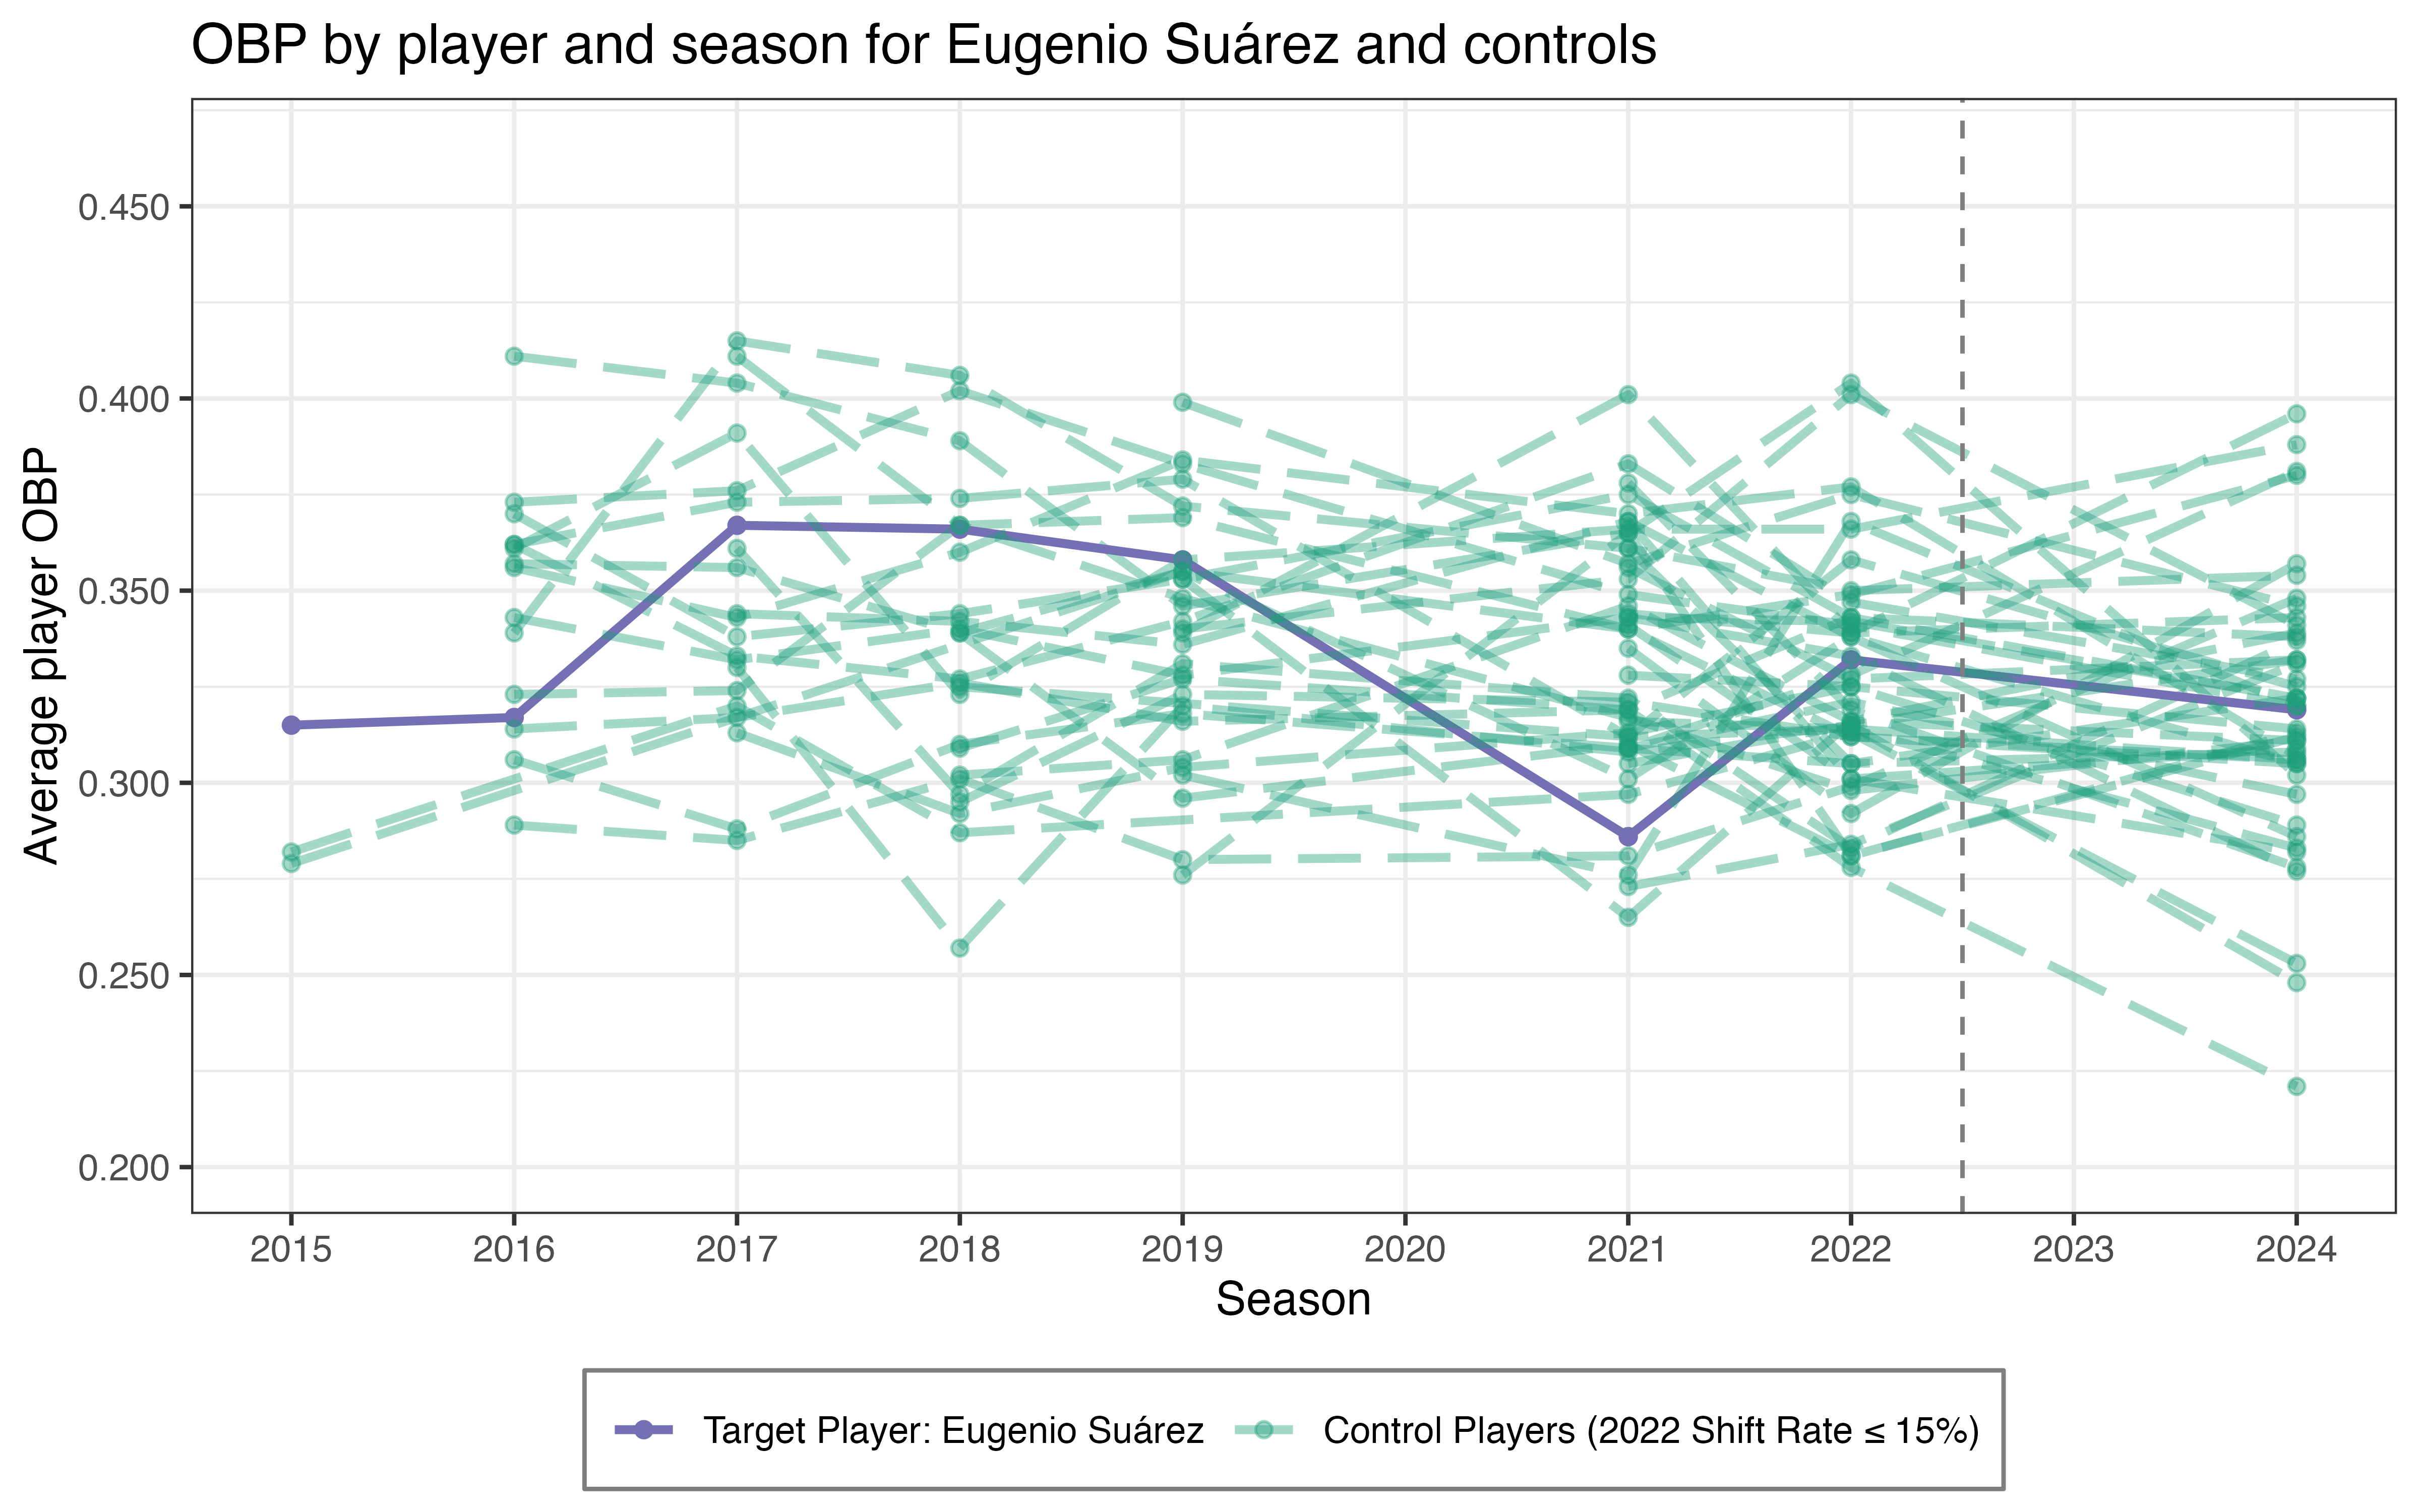 OBP by player and season for Eugenio Suárez and controls
Average player OBP
0.450
0.400
0.350
0.300
0.250
0.200
2015 2016 2017 2018 2019 2020 2021 2022 2023 2024
Season
Target Player: Eugenio Suárez Control Players (2022 Shift Rate ≤ 15%)